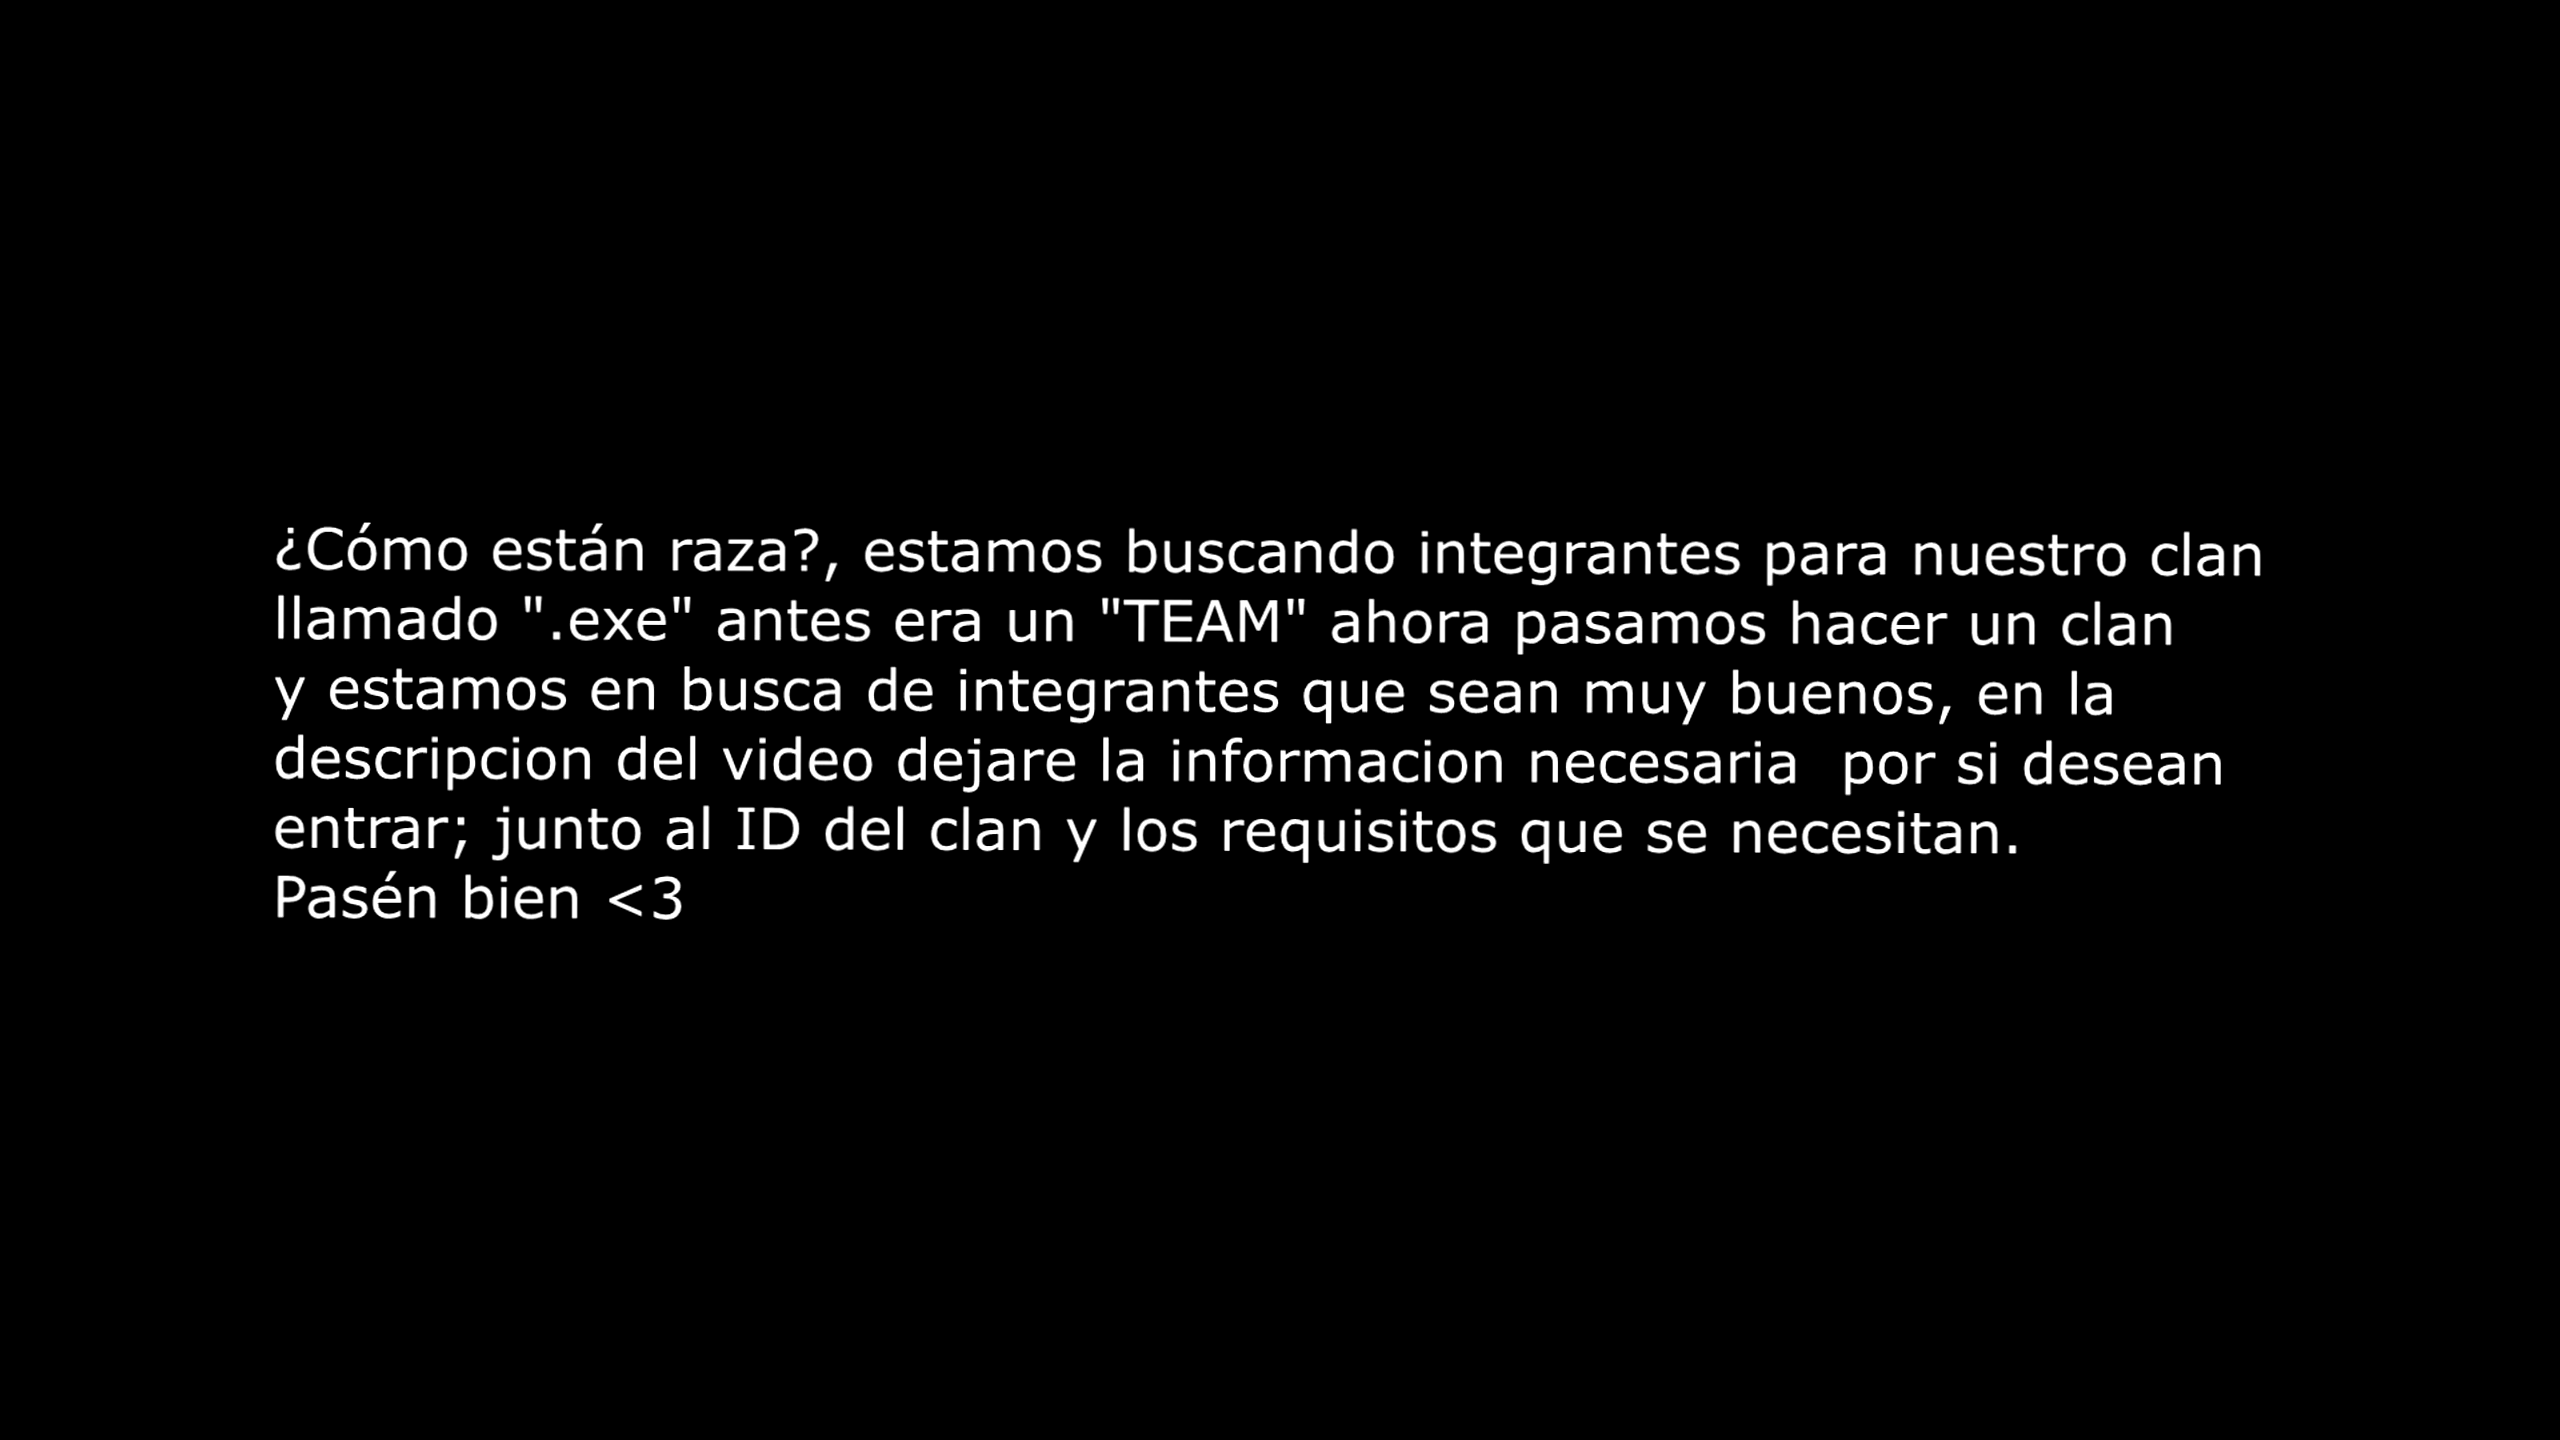 ¿Cómo están raza?, estamos buscando integrantes para nuestro clan
llamado ".exe" antes era un "TEAM" ahora pasamos hacer un clan
y estamos en busca de integrantes que sean muy buenos, en la
descripcion del video dejare la informacion necesaria  por si desean
entrar; junto al ID del clan y los requisitos que se necesitan.
Pasén bien <3